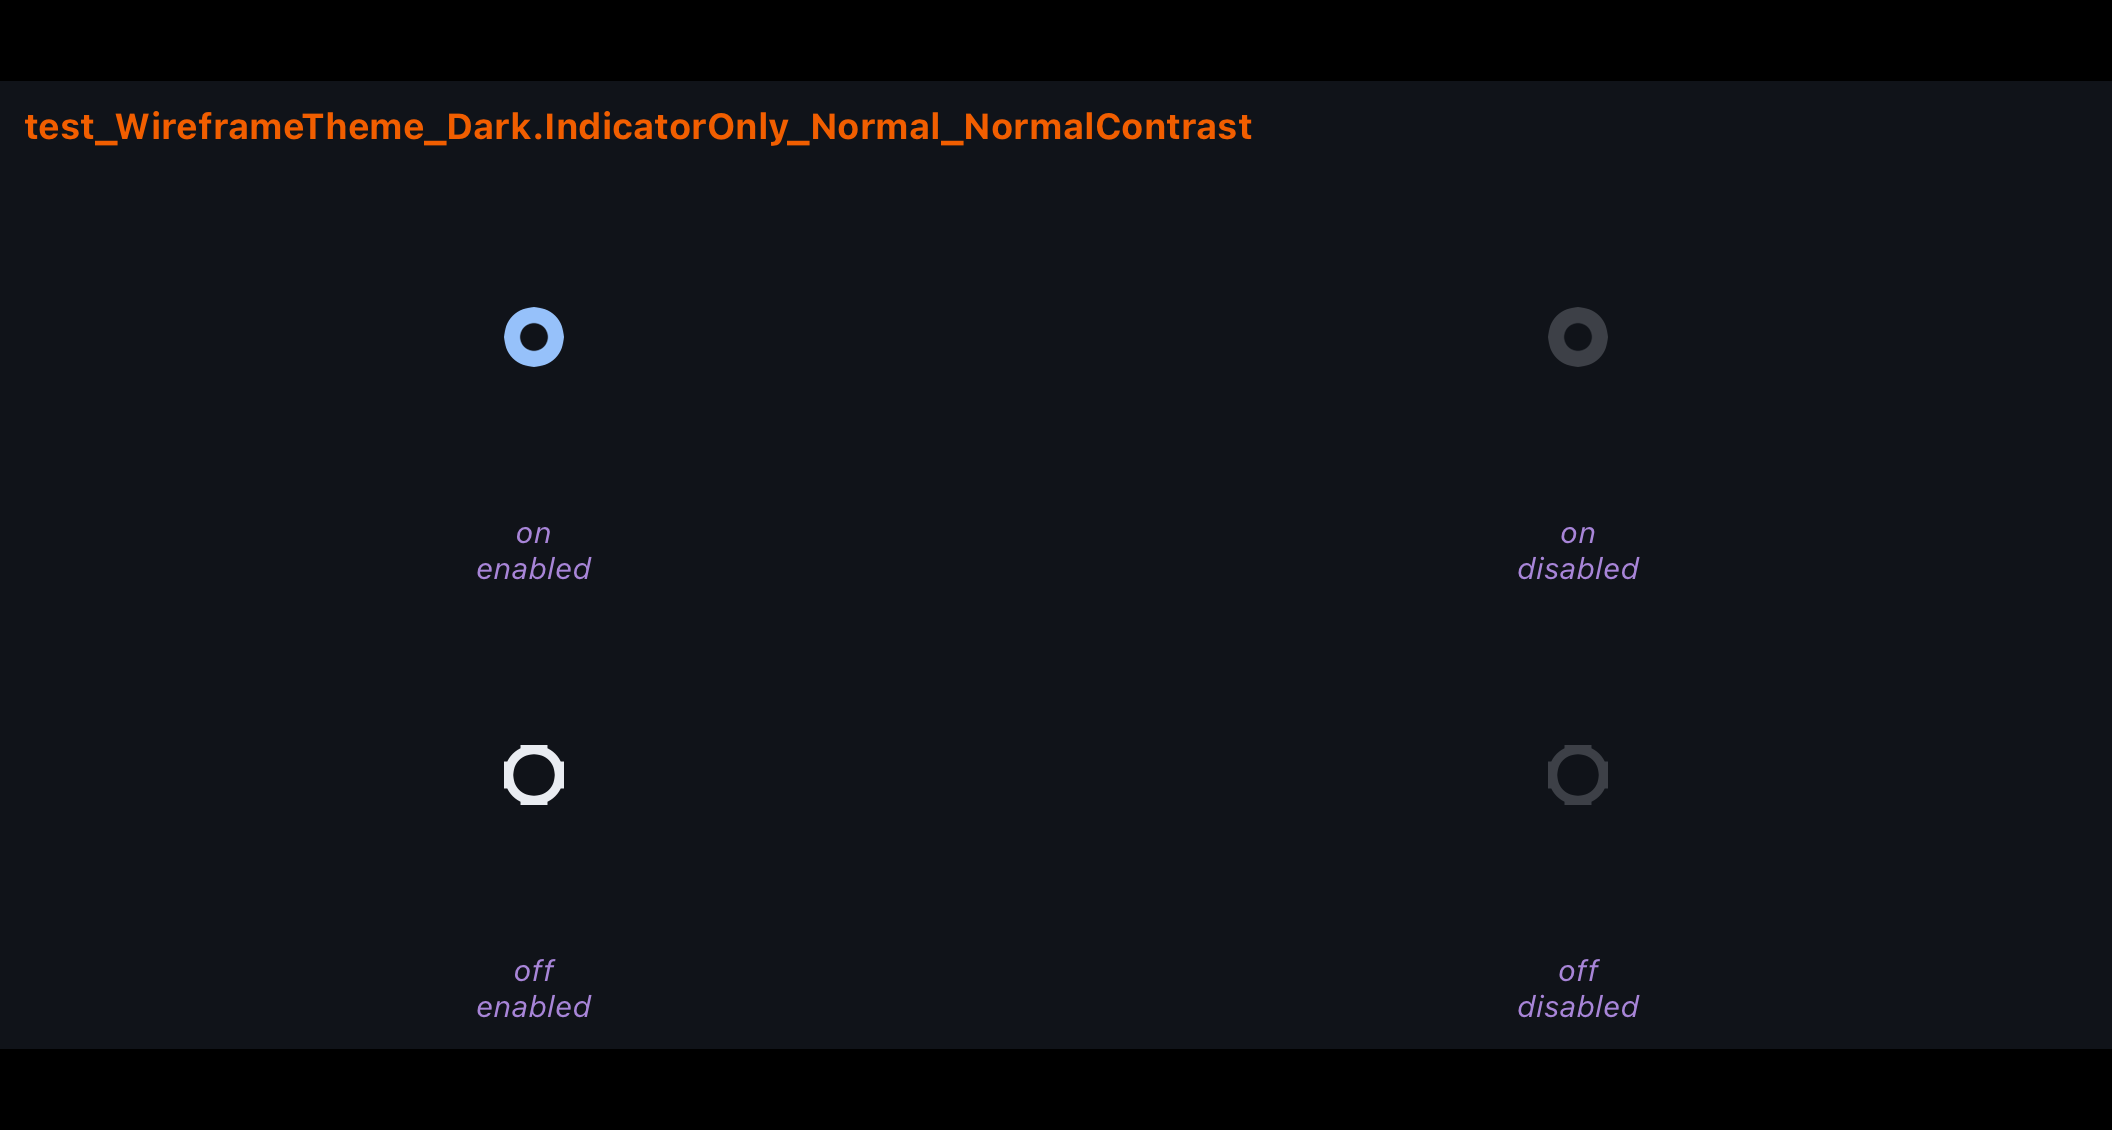 test_WireframeTheme_Dark.IndicatorOnly_Normal_NormalContrast
on
enabled
on
disabled
off
enabled
off
disabled